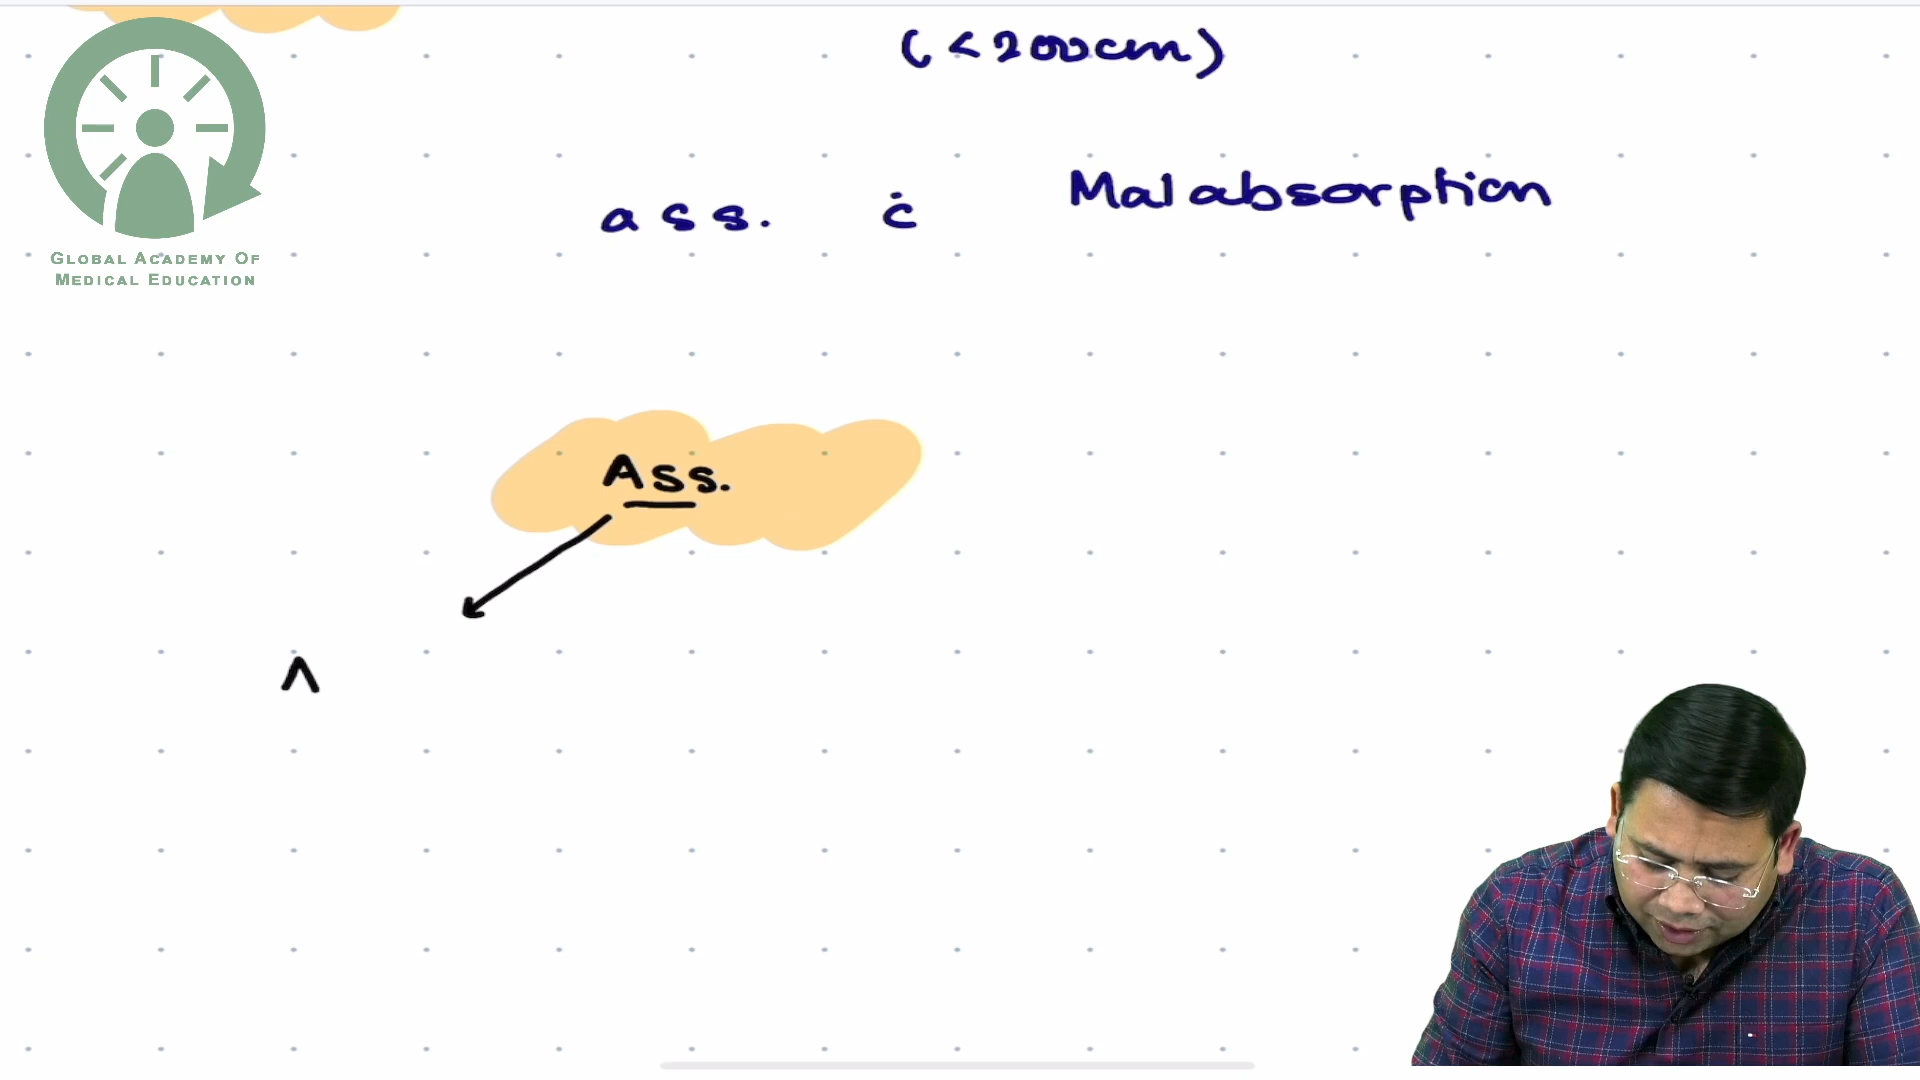 (<200cm)
GLOBAL ACADEMY OF
MEDICAL EDUCATION
ass. ċ Malabsorption
Ass.